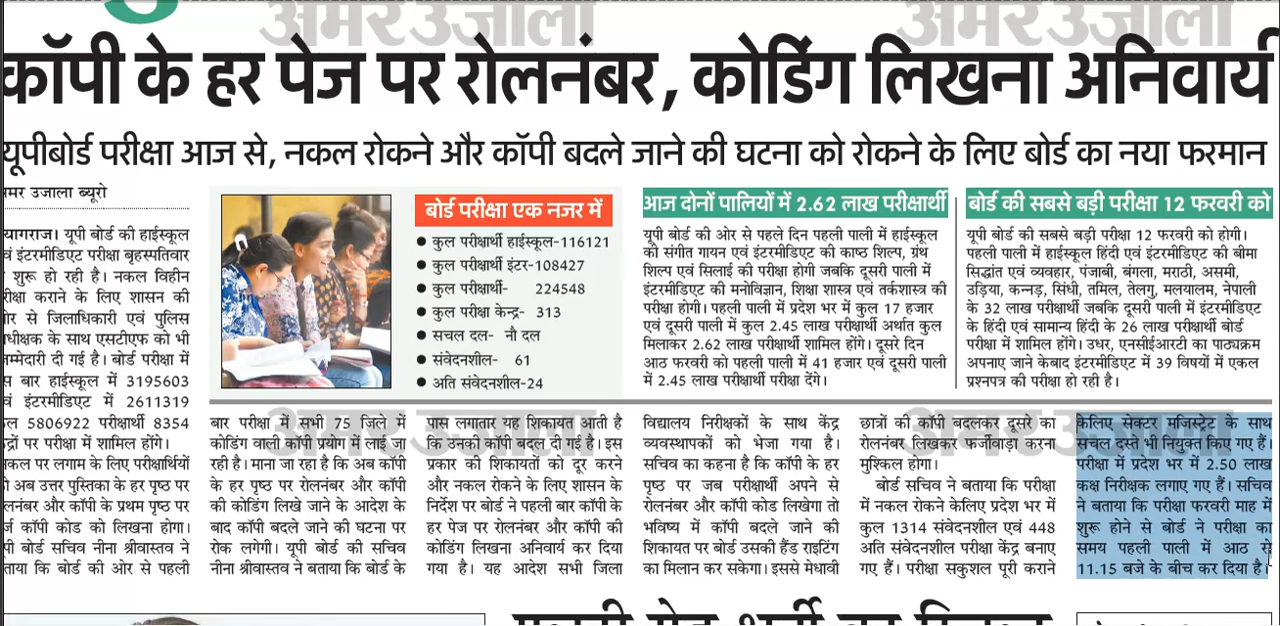 अमर उजाला
अमर उजाला
कॉपी के हर पेज पर रोलनंबर, कोडिंग लिखना अनिवार्य
यूपीबोर्ड परीक्षा आज से, नकल रोकने और कॉपी बदले जाने की घटना को रोकने के लिए बोर्ड का नया फरमान
मर उजाला ब्यूरो
यागराज। यूपी बोर्ड की हाईस्कूल
वं इंटरमीडिएट परीक्षा बृहस्पतिवार
शुरू हो रही है। नकल विहीन
रीक्षा कराने के लिए शासन की
ोर से जिलाधिकारी एवं पुलिस
धीक्षक के साथ एसटीएफ को भी
म्मेदारी दी गई है। बोर्ड परीक्षा में
स बार हाईस्कूल में 3195603
वं इंटरमीडिएट में 2611319
ल 5806922 परीक्षार्थी 8354
द्रों पर परीक्षा में शामिल होंगे।
कल पर लगाम के लिए परीक्षार्थियों
ो अब उत्तर पुस्तिका के हर पृष्ठ पर
लनंबर और कॉपी के प्रथम पृष्ठ पर
र्ज कॉपी कोड को लिखना होगा।
पी बोर्ड सचिव नीना श्रीवास्तव ने
ताया कि बोर्ड की ओर से पहली
बोर्ड परीक्षा एक नजर में
● कुल परीक्षार्थी हाईस्कूल-116121
● कुल परीक्षार्थी इंटर-108427
● कुल परीक्षार्थी- 224548
● कुल परीक्षा केन्द्र- 313
● सचल दल- नौ दल
● संवेदनशील- 61
● अति संवेदनशील-24
आज दोनों पालियों में 2.62 लाख परीक्षार्थी
यूपी बोर्ड की ओर से पहले दिन पहली पाली में हाईस्कूल
की संगीत गायन एवं इंटरमीडिएट की काष्ठ शिल्प, ग्रंथ
शिल्प एवं सिलाई की परीक्षा होगी जबकि दूसरी पाली में
इंटरमीडिएट की मनोविज्ञान, शिक्षा शास्त्र एवं तर्कशास्त्र की
परीक्षा होगी। पहली पाली में प्रदेश भर में कुल 17 हजार
एवं दूसरी पाली में कुल 2.45 लाख परीक्षार्थी अर्थात कुल
मिलाकर 2.62 लाख परीक्षार्थी शामिल होंगे। दूसरे दिन
आठ फरवरी को पहली पाली में 41 हजार एवं दूसरी पाली
में 2.45 लाख परीक्षार्थी परीक्षा देंगे।
बोर्ड की सबसे बड़ी परीक्षा 12 फरवरी को
यूपी बोर्ड की सबसे बड़ी परीक्षा 12 फरवरी को होगी।
पहली पाली में हाईस्कूल हिंदी एवं इंटरमीडिएट की बीमा
सिद्धांत एवं व्यवहार, पंजाबी, बंगला, मराठी, असमी,
उड़िया, कन्नड़, सिंधी, तमिल, तेलगु, मलयालम, नेपाली
के 32 लाख परीक्षार्थी जबकि दूसरी पाली में इंटरमीडिएट
के हिंदी एवं सामान्य हिंदी के 26 लाख परीक्षार्थी बोर्ड
परीक्षा में शामिल होंगे। उधर, एनसीईआरटी का पाठ्यक्रम
अपनाए जाने केबाद इंटरमीडिएट में 39 विषयों में एकल
प्रश्नपत्र की परीक्षा हो रही है।
अमर उजाला
अमर उजाला
बार परीक्षा में सभी 75 जिले में
कोडिंग वाली कॉपी प्रयोग में लाई जा
रही है। माना जा रहा है कि अब कॉपी
के हर पृष्ठ पर रोलनंबर और कॉपी
की कोडिंग लिखे जाने के आदेश के
बाद कॉपी बदले जाने की घटना पर
रोक लगेगी। यूपी बोर्ड की सचिव
नीना श्रीवास्तव ने बताया कि बोर्ड के
पास लगातार यह शिकायत आती है
कि उनकी कॉपी बदल दी गई है। इस
प्रकार की शिकायतों को दूर करने
और नकल रोकने के लिए शासन के
निर्देश पर बोर्ड ने पहली बार कॉपी के
हर पेज पर रोलनंबर और कॉपी की
कोडिंग लिखना अनिवार्य कर दिया
गया है। यह आदेश सभी जिला
विद्यालय निरीक्षकों के साथ केंद्र
व्यवस्थापकों को भेजा गया है।
सचिव का कहना है कि कॉपी के हर
पृष्ठ पर जब परीक्षार्थी अपने से
रोलनंबर और कॉपी कोड लिखेगा तो
भविष्य में कॉपी बदले जाने की
शिकायत पर बोर्ड उसकी हैंड राइटिंग
का मिलान कर सकेगा। इससे मेधावी
छात्रों की कॉपी बदलकर दूसरे का
रोलनंबर लिखकर फर्जीवाड़ा करना
मुश्किल होगा।
बोर्ड सचिव ने बताया कि परीक्षा
में नकल रोकने केलिए प्रदेश भर में
कुल 1314 संवेदनशील एवं 448
अति संवेदनशील परीक्षा केंद्र बनाए
गए हैं। परीक्षा सकुशल पूरी कराने
केलिए सेक्टर मजिस्ट्रेट के साथ
सचल दस्ते भी नियुक्त किए गए हैं।
परीक्षा में प्रदेश भर में 2.50 लाख
कक्ष निरीक्षक लगाए गए हैं। सचिव
ने बताया कि परीक्षा फरवरी माह में
शुरू होने से बोर्ड ने परीक्षा का
समय पहली पाली में आठ से
11.15 बजे के बीच कर दिया है।